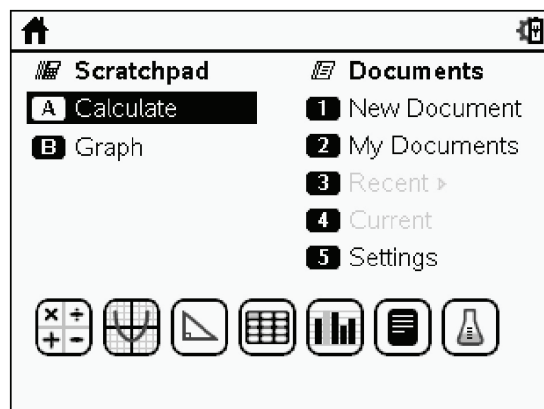 Scratchpad
A Calculate
B Graph
Documents
1 New Document
2 My Documents
3 Recent ▹
4 Current
5 Settings